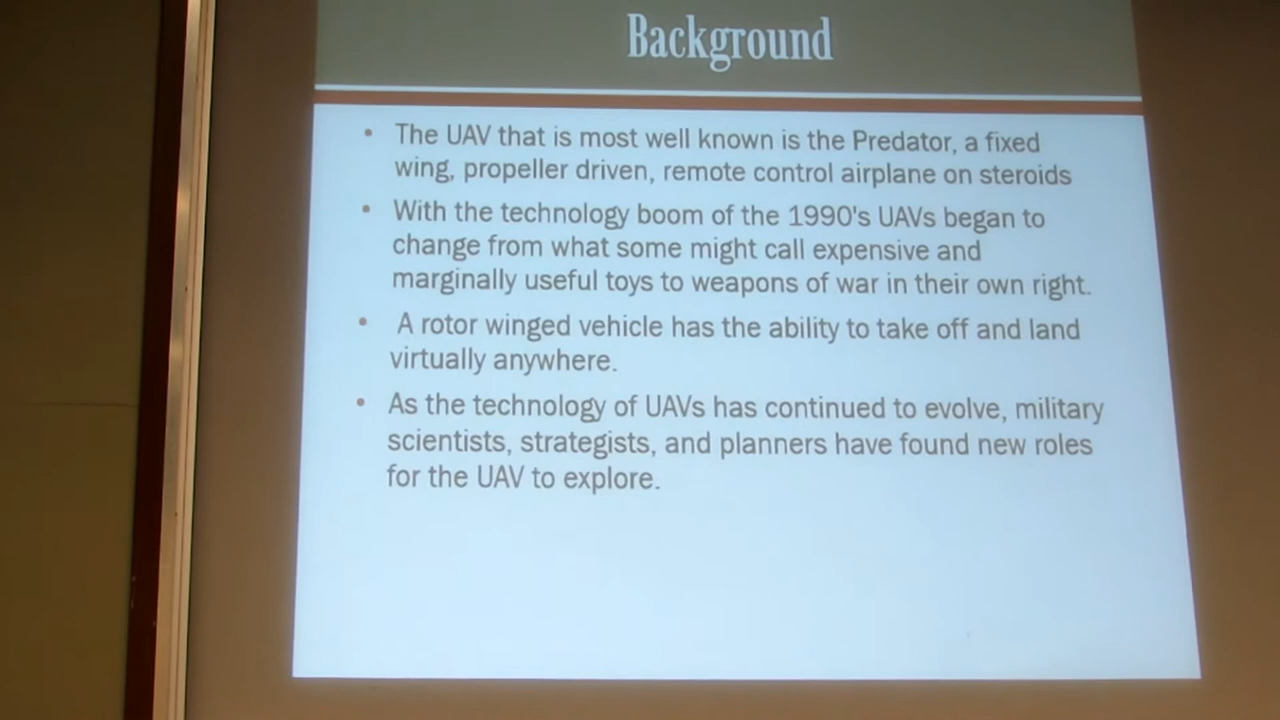 Background
• The UAV that is most well known is the Predator, a fixed
wing, propeller driven, remote control airplane on steroids
• With the technology boom of the 1990's UAVs began to
change from what some might call expensive and
marginally useful toys to weapons of war in their own right.
• A rotor winged vehicle has the ability to take off and land
virtually anywhere.
• As the technology of UAVs has continued to evolve, military
scientists, strategists, and planners have found new roles
for the UAV to explore.